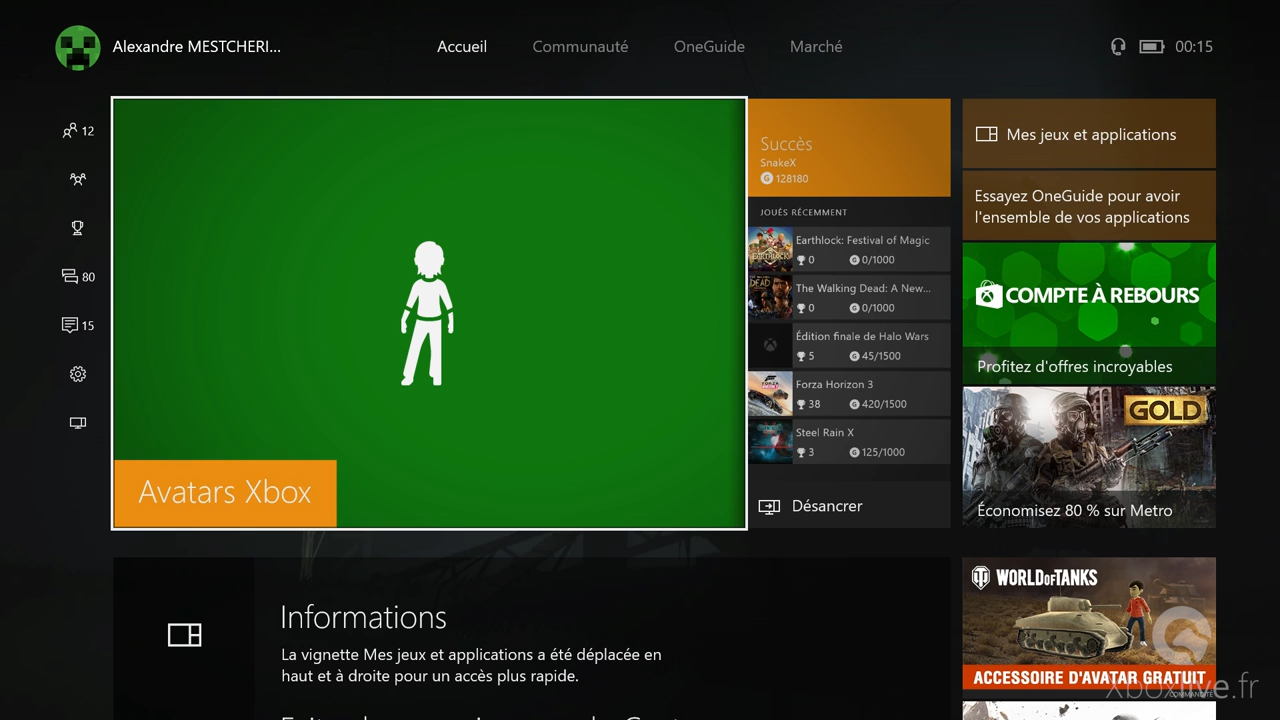 Alexandre MESTCHERI...
Accueil
Communauté
OneGuide
Marché
00:15
12
80
15
Avatars Xbox
Succès
SnakeX
G 128180
JOUÉS RÉCEMMENT
Earthlock: Festival of Magic
0 G 0/1000
The Walking Dead: A New...
0 G 0/1000
Édition finale de Halo Wars
5 G 45/1500
Forza Horizon 3
38 G 420/1500
Steel Rain X
3 G 125/1000
Désancrer
Mes jeux et applications
Essayez OneGuide pour avoir
l'ensemble de vos applications
COMPTE À REBOURS
Profitez d'offres incroyables
GOLD
Économisez 80 % sur Metro
Informations
La vignette Mes jeux et applications a été déplacée en
haut et à droite pour un accès plus rapide.
WORLD OF TANKS
ACCESSOIRE D'AVATAR GRATUIT
COMMANDITÉ
xboxlive.fr